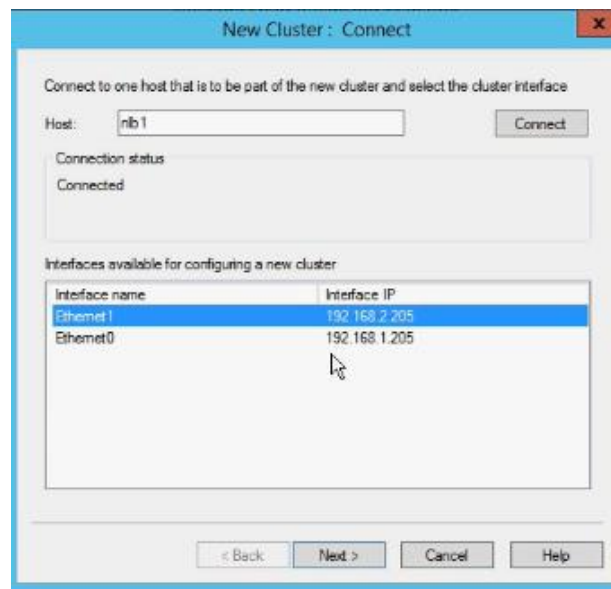 New Cluster : Connect
x
Connect to one host that is to be part of the new cluster and select the cluster interface
Host: nlb1 Connect
Connection status
Connected
Interfaces available for configuring a new cluster
Interface name Interface IP
Ethernet1 192.168.2.205
Ethernet0 192.168.1.205
< Back Next > Cancel Help